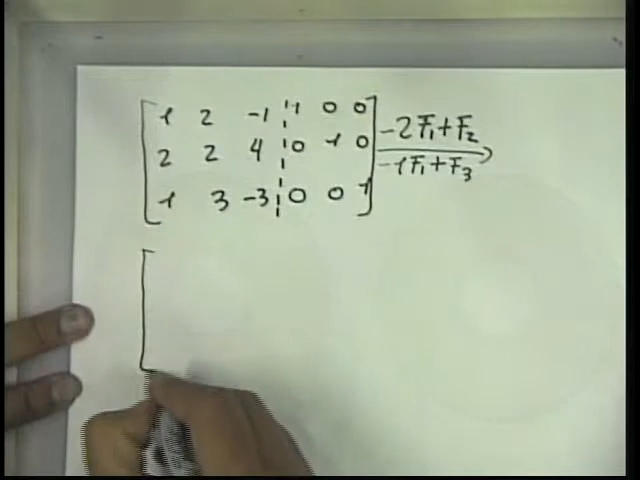 1 2 -1 1 0 0 -2F₁+F₂
2 2 4 0 1 0 -1F₁+F₃
1 3 -3 0 0 1